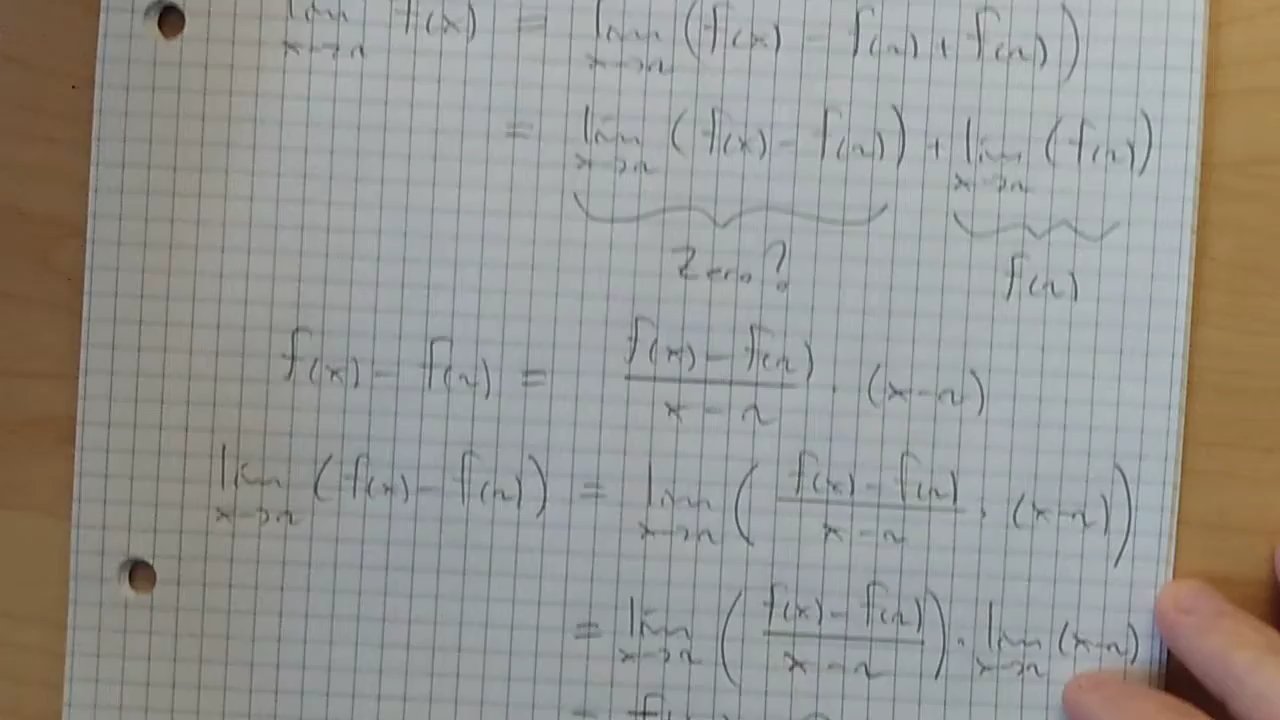 lim x→n f(x) = lim x→n (f(x) - f(n) + f(n))
= lim x→n (f(x) - f(n)) + lim x→n (f(n))
Zero? f(n)
f(x) - f(n) = f(x) - f(n) / x - n · (x - n)
lim x→n (f(x) - f(n)) = lim x→n (f(x) - f(n) / x - n · (x - n))
= lim x→n (f(x) - f(n) / x - n) · lim x→n (x - n)
=